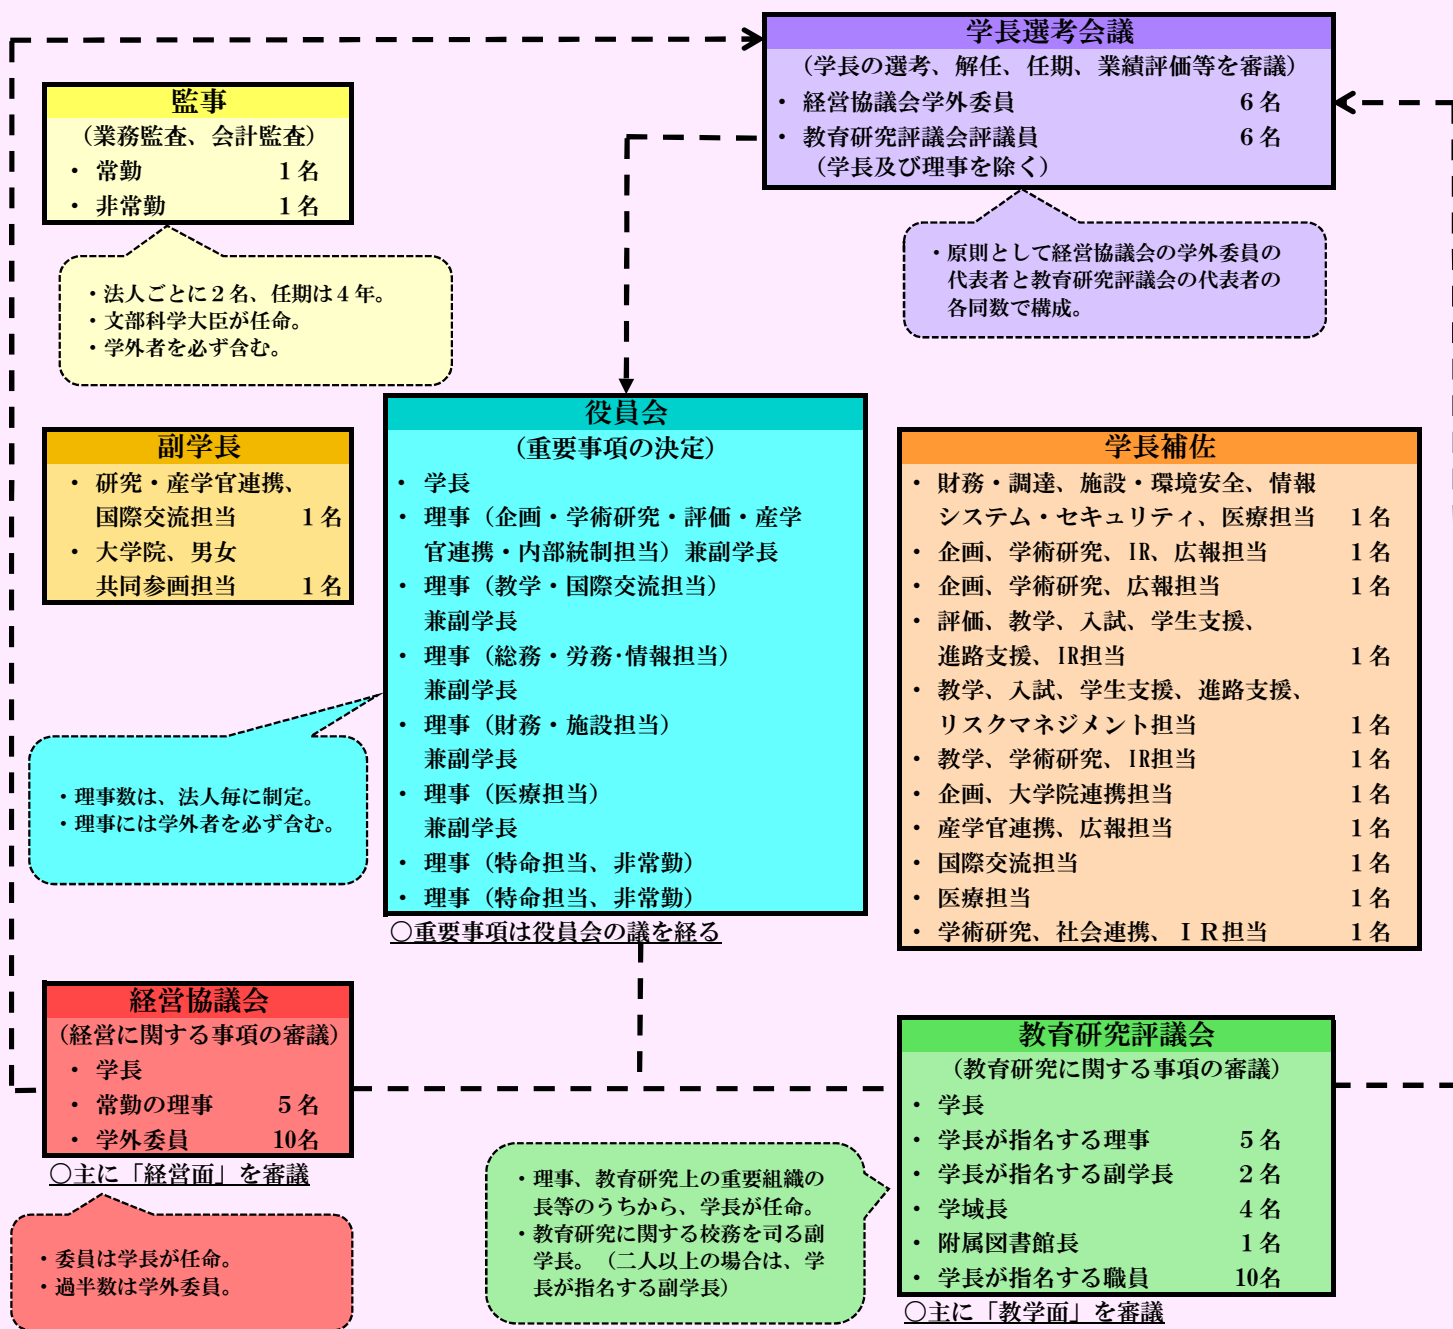 学長選考会議
（学長の選考、解任、任期、業績評価等を審議）
・ 経営協議会学外委員 6名
・ 教育研究評議会評議員 6名
（学長及び理事を除く）
・原則として経営協議会の学外委員の
代表者と教育研究評議会の代表者の
各同数で構成。
監事
（業務監査、会計監査）
・ 常勤 1名
・ 非常勤 1名
・法人ごとに２名、任期は４年。
・文部科学大臣が任命。
・学外者を必ず含む。
副学長
・ 研究・産学官連携、
国際交流担当 1名
・ 大学院、男女
共同参画担当 1名
役員会
（重要事項の決定）
・ 学長
・ 理事（企画・学術研究・評価・産学
官連携・内部統制担当）兼副学長
・ 理事（教学・国際交流担当）
兼副学長
・ 理事（総務・労務･情報担当）
兼副学長
・ 理事（財務・施設担当）
兼副学長
・ 理事（医療担当）
兼副学長
・ 理事（特命担当、非常勤）
・ 理事（特命担当、非常勤）
○重要事項は役員会の議を経る
・理事数は、法人毎に制定。
・理事には学外者を必ず含む。
学長補佐
・ 財務・調達、施設・環境安全、情報
システム・セキュリティ、医療担当 1名
・ 企画、学術研究、IR、広報担当 1名
・ 企画、学術研究、広報担当 1名
・ 評価、教学、入試、学生支援、
進路支援、IR担当 1名
・ 教学、入試、学生支援、進路支援、
リスクマネジメント担当 1名
・ 教学、学術研究、IR担当 1名
・ 企画、大学院連携担当 1名
・ 産学官連携、広報担当 1名
・ 国際交流担当 1名
・ 医療担当 1名
・ 学術研究、社会連携、ＩＲ担当 1名
経営協議会
（経営に関する事項の審議）
・ 学長
・ 常勤の理事 5名
・ 学外委員 10名
○主に「経営面」を審議
・委員は学長が任命。
・過半数は学外委員。
教育研究評議会
（教育研究に関する事項の審議）
・ 学長
・ 学長が指名する理事 5名
・ 学長が指名する副学長 2名
・ 学域長 4名
・ 附属図書館長 1名
・ 学長が指名する職員 10名
○主に「教学面」を審議
・理事、教育研究上の重要組織の
長等のうちから、学長が任命。
・教育研究に関する校務を司る副
学長。（二人以上の場合は、学
長が指名する副学長）